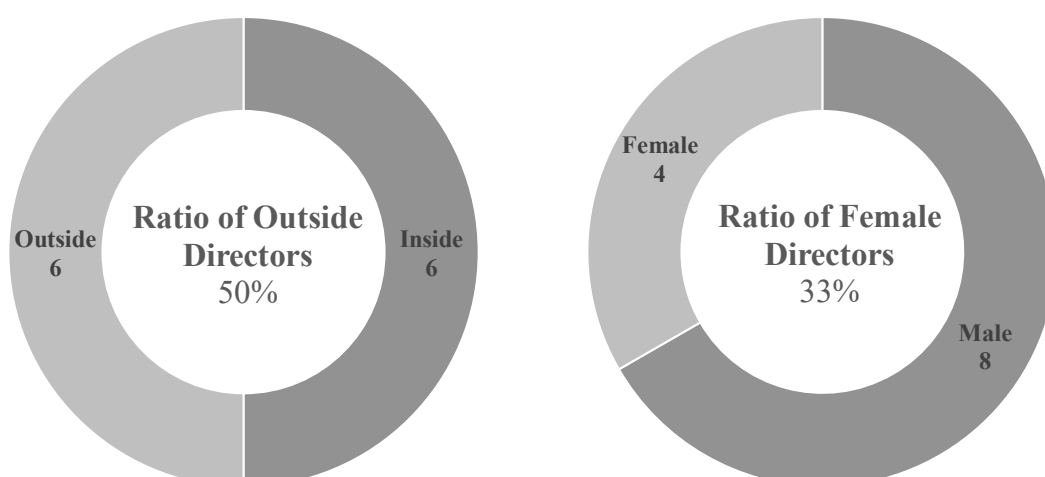 Outside
6
Ratio of Outside
Directors
50%
Inside
6
Female
4
Ratio of Female
Directors
33%
Male
8